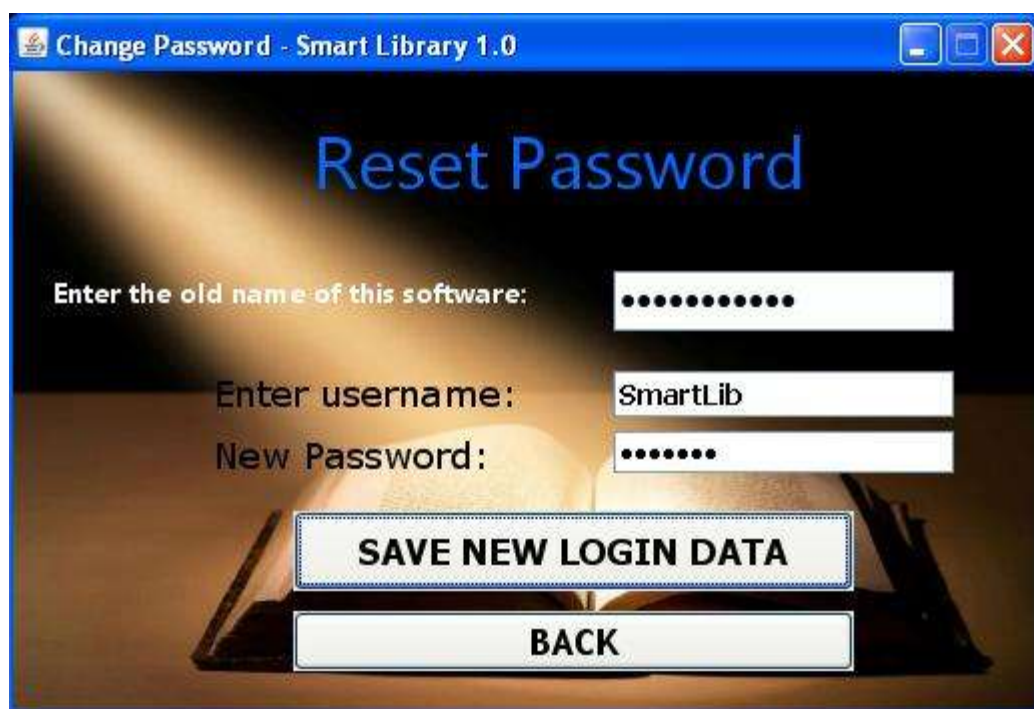 Change Password - Smart Library 1.0
Reset Password
Enter the old name of this software: •••••••••••
Enter username: SmartLib
New Password: •••••••
SAVE NEW LOGIN DATA
BACK